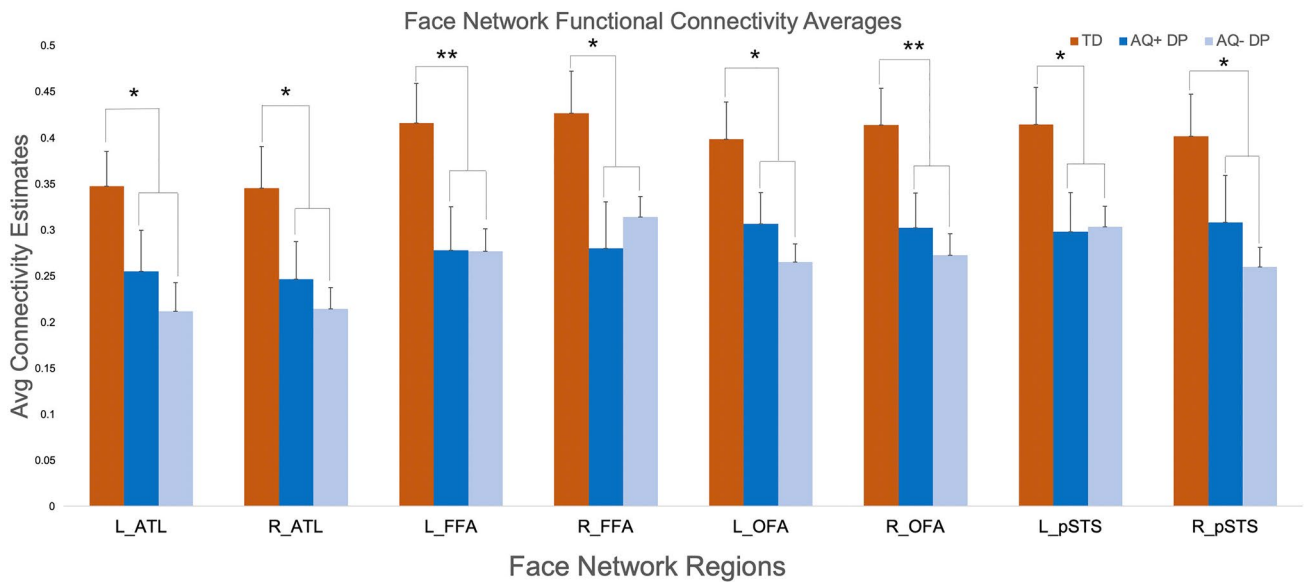 Face Network Functional Connectivity Averages
TD AQ+ DP AQ- DP
* * ** * * ** * *
Avg Connectivity Estimates
0.5
0.45
0.4
0.35
0.3
0.25
0.2
0.15
0.1
0.05
0
L_ATL R_ATL L_FFA R_FFA L_OFA R_OFA L_pSTS R_pSTS
Face Network Regions